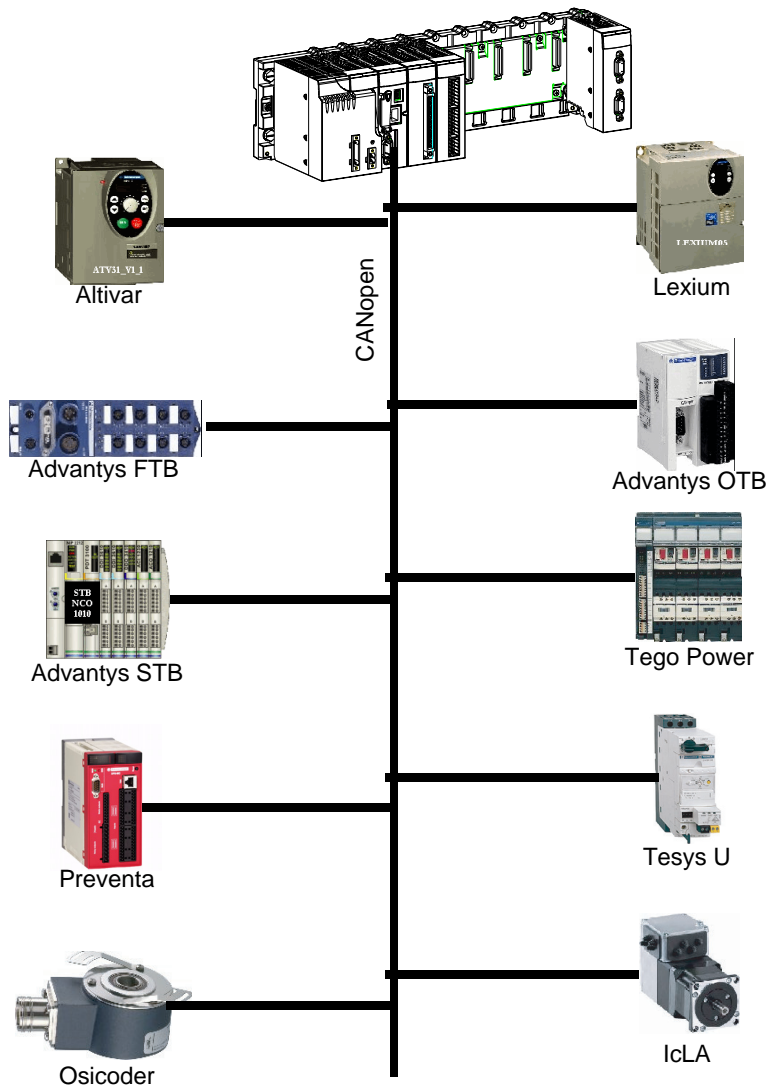 ATV31_V1_1
Altivar
LEXIUM05
Lexium
CANopen
Advantys FTB
Advantys OTB
STB
NCO
1010
Advantys STB
Tego Power
Preventa
Tesys U
Osicoder
IcLA